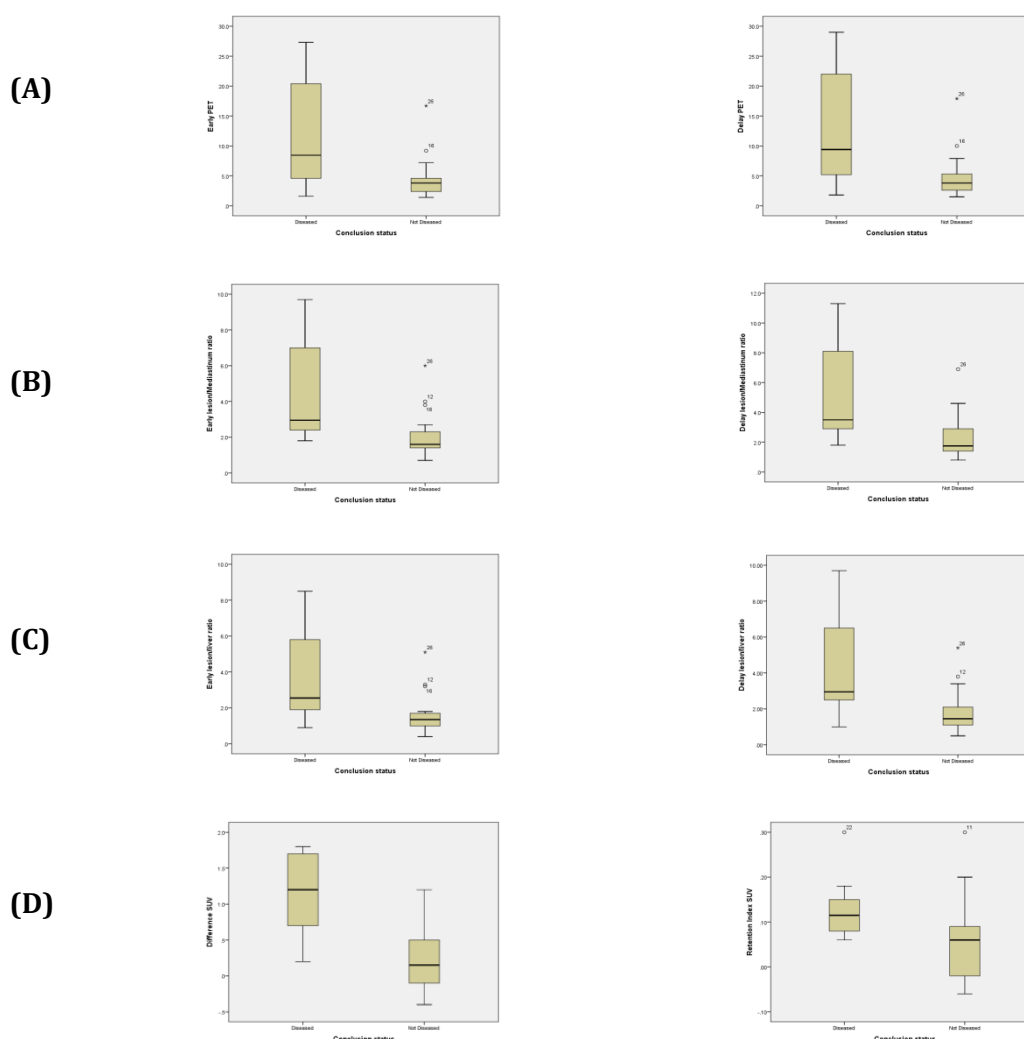 (A)
30.0
25.0
20.0
15.0
10.0
5.0
.0
Early PET
26
16
Diseased
Not Diseased
Conclusion status
30.0
25.0
20.0
15.0
10.0
5.0
.0
Delay PET
26
16
Diseased
Not Diseased
Conclusion status
(B)
10.0
8.0
6.0
4.0
2.0
.0
Early lesion/Mediastinum ratio
26
12
16
Diseased
Not Diseased
Conclusion status
12.0
10.0
8.0
6.0
4.0
2.0
.0
Delay lesion/Mediastinum ratio
26
Diseased
Not Diseased
Conclusion status
(C)
10.0
8.0
6.0
4.0
2.0
.0
Early lesion/liver ratio
26
12
16
Diseased
Not Diseased
Conclusion status
10.00
8.00
6.00
4.00
2.00
.00
Delay lesion/liver ratio
26
12
Diseased
Not Diseased
Conclusion status
(D)
2.0
1.5
1.0
.5
.0
-.5
Difference SUV
Diseased
Not Diseased
Conclusion status
.30
.20
.10
.00
-.10
Retention Index SUV
22
11
Diseased
Not Diseased
Conclusion status